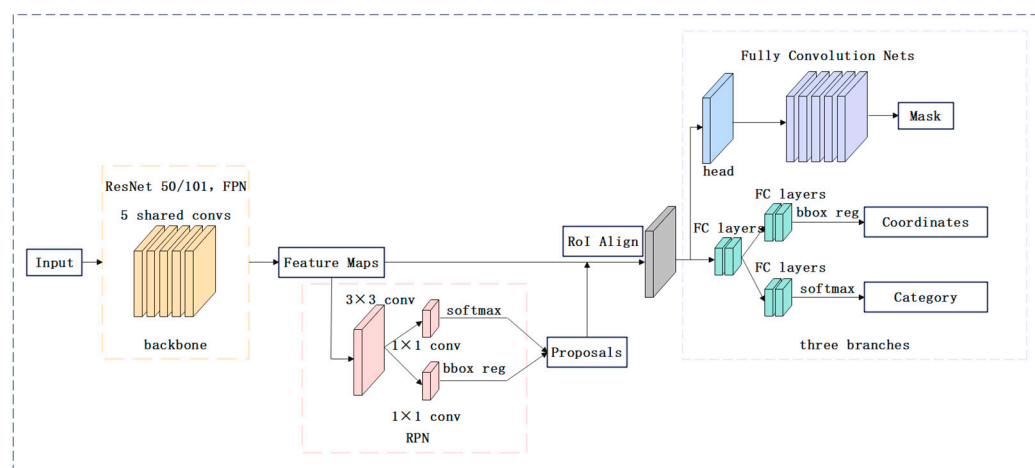 Input
ResNet 50/101, FPN
5 shared convs
backbone
Feature Maps
3×3 conv
1×1 conv
softmax
bbox reg
1×1 conv
RPN
Proposals
RoI Align
Fully Convolution Nets
head
Mask
FC layers
FC layers
bbox reg
Coordinates
FC layers
softmax
Category
three branches